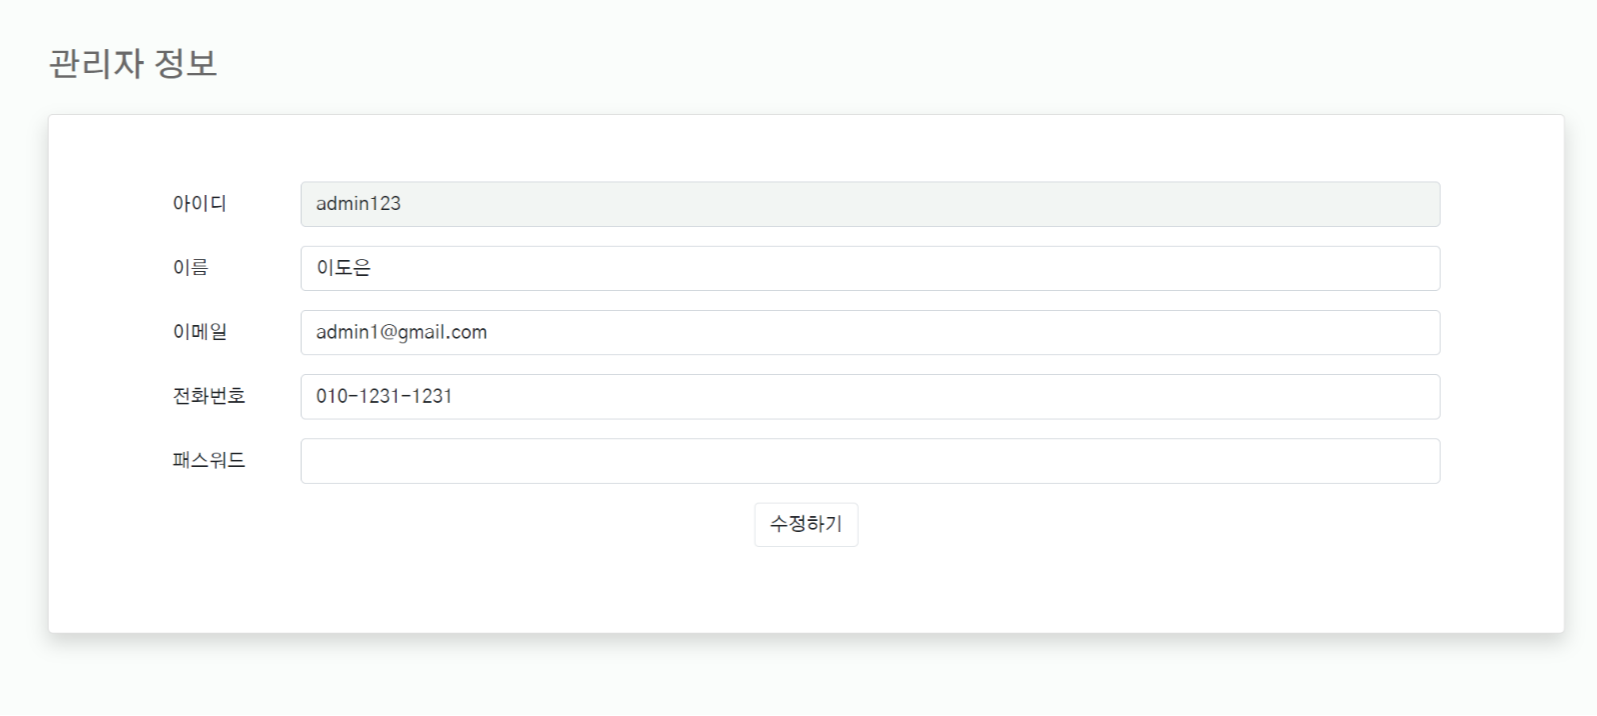 관리자 정보
아이디 admin123
이름 이도은
이메일 admin1@gmail.com
전화번호 010-1231-1231
패스워드
수정하기